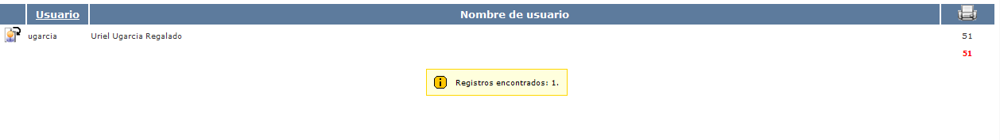 Usuario Nombre de usuario
ugarcia Uriel Ugarcia Regalado 51
51
Registros encontrados: 1.